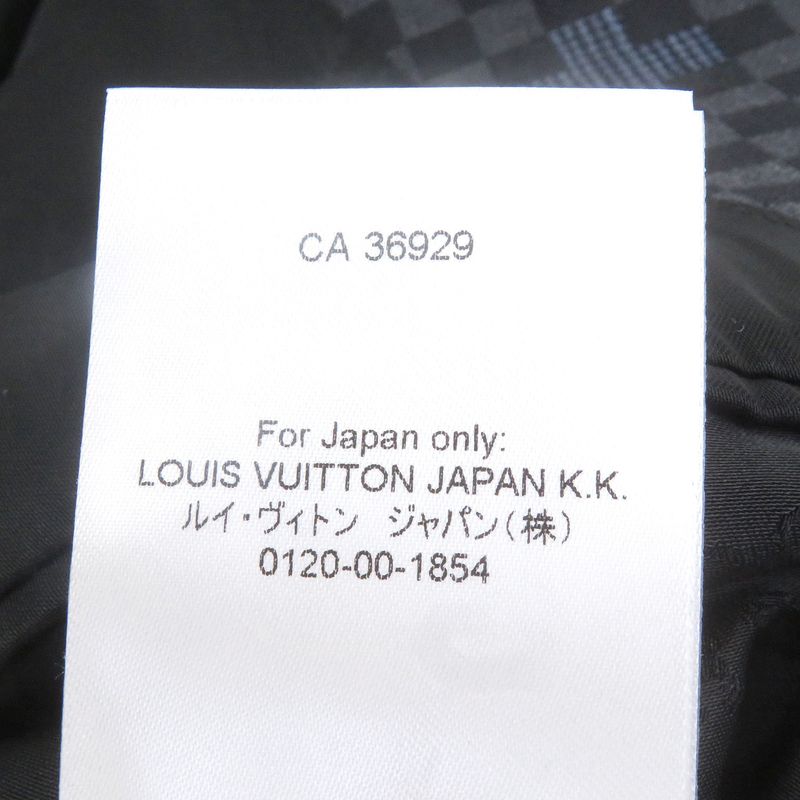 CA 36929
For Japan only:
LOUIS VUITTON JAPAN K.K.
ルイ・ヴィトン　ジャパン(株)
0120-00-1854